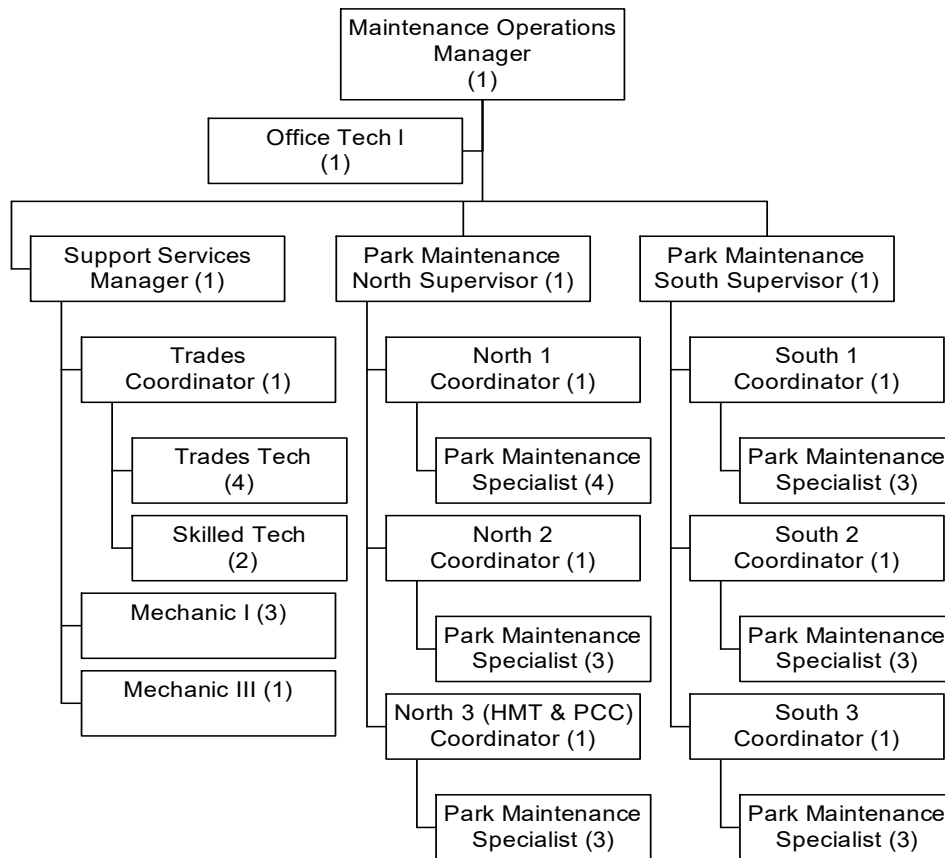 Maintenance Operations
Manager
(1)
Office Tech I
(1)
Support Services
Manager (1)
Trades
Coordinator (1)
Trades Tech
(4)
Skilled Tech
(2)
Mechanic I (3)
Mechanic III (1)
Park Maintenance
North Supervisor (1)
North 1
Coordinator (1)
Park Maintenance
Specialist (4)
North 2
Coordinator (1)
Park Maintenance
Specialist (3)
North 3 (HMT & PCC)
Coordinator (1)
Park Maintenance
Specialist (3)
Park Maintenance
South Supervisor (1)
South 1
Coordinator (1)
Park Maintenance
Specialist (3)
South 2
Coordinator (1)
Park Maintenance
Specialist (3)
South 3
Coordinator (1)
Park Maintenance
Specialist (3)